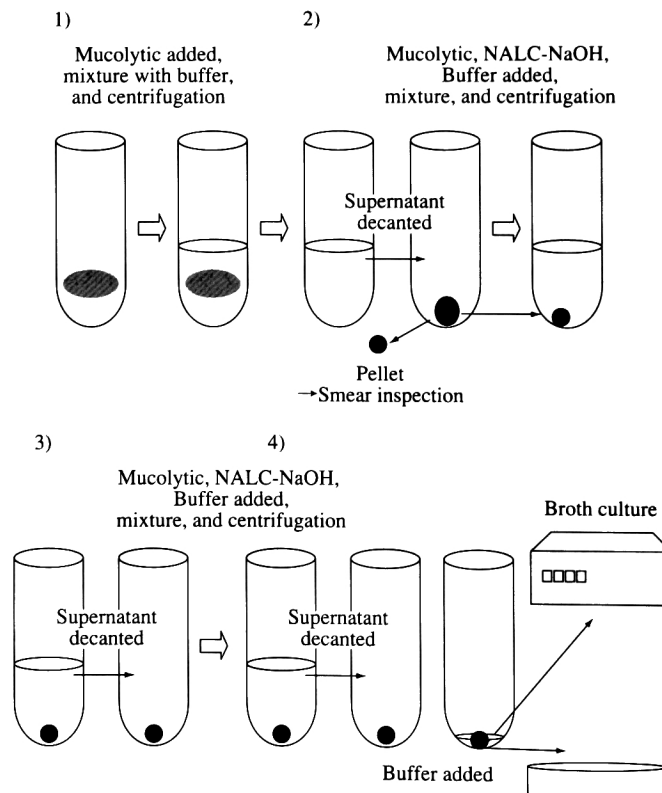 1)
Mucolytic added,
mixture with buffer,
and centrifugation
2)
Mucolytic, NALC-NaOH,
Buffer added,
mixture, and centrifugation
Supernatant
decanted
Pellet
→Smear inspection
3)
4)
Mucolytic, NALC-NaOH,
Buffer added,
mixture, and centrifugation
Broth culture
Supernatant
decanted
Supernatant
decanted
Buffer added